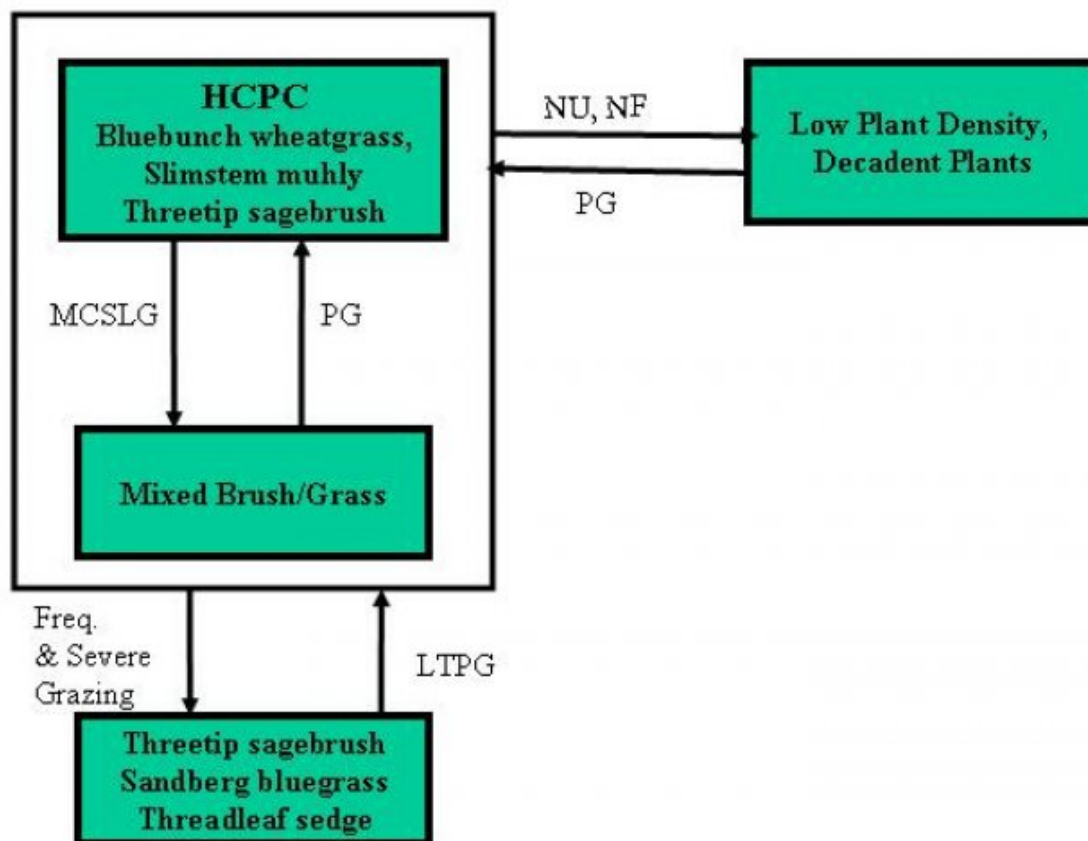 HCPC
Bluebunch wheatgrass,
Slimstem muhly
Threetip sagebrush
NU, NF
PG
Low Plant Density,
Decadent Plants
MCSLG
PG
Mixed Brush/Grass
Freq.
& Severe
Grazing
LTPG
Threetip sagebrush
Sandberg bluegrass
Threadleaf sedge